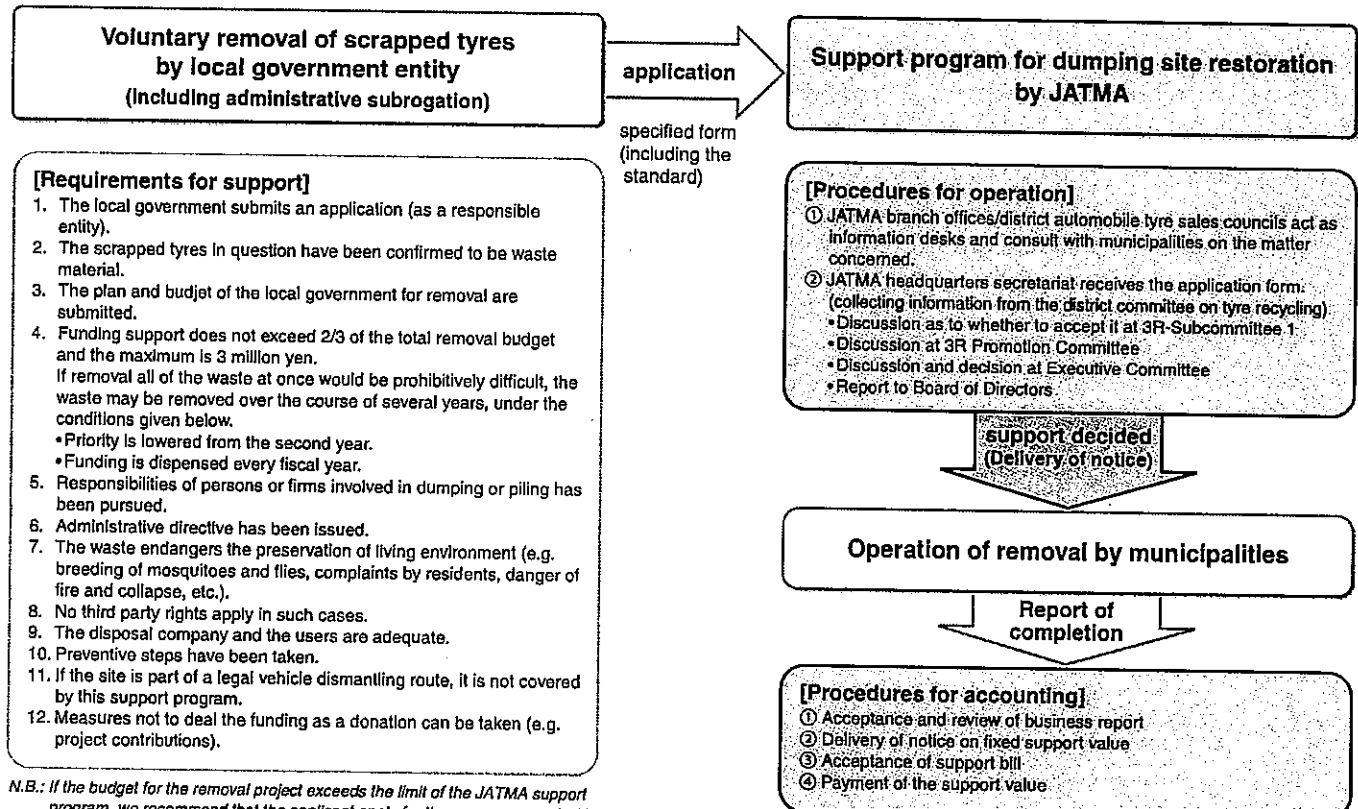 Voluntary removal of scrapped tyres
by local government entity
(including administrative subrogation)
application
specified form
(including the
standard)
Support program for dumping site restoration
by JATMA
[Requirements for support]
1. The local government submits an application (as a responsible
entity).
2. The scrapped tyres in question have been confirmed to be waste
material.
3. The plan and budjet of the local government for removal are
submitted.
4. Funding support does not exceed 2/3 of the total removal budget
and the maximum is 3 million yen.
If removal all of the waste at once would be prohibitively difficult, the
waste may be removed over the course of several years, under the
conditions given below.
•Priority is lowered from the second year.
•Funding is dispensed every fiscal year.
5. Responsibilities of persons or firms involved in dumping or piling has
been pursued.
6. Administrative directive has been issued.
7. The waste endangers the preservation of living environment (e.g.
breeding of mosquitoes and flies, complaints by residents, danger of
fire and collapse, etc.).
8. No third party rights apply in such cases.
9. The disposal company and the users are adequate.
10. Preventive steps have been taken.
11. If the site is part of a legal vehicle dismantling route, it is not covered
by this support program.
12. Measures not to deal the funding as a donation can be taken (e.g.
project contributions).
N.B.: If the budget for the removal project exceeds the limit of the JATMA support
program, we recommend that the applicant
[Procedures for operation]
① JATMA branch offices/district automobile tyre sales councils act as
information desks and consult with municipalities on the matter
concerned.
② JATMA headquarters secretariat receives the application form.
(collecting information from the district committee on tyre recycling)
•Discussion as to whether to accept it at 3R-Subcommittee 1
•Discussion at 3R Promotion Committee
•Discussion and decision at Executive Committee
•Report to Board of Directors
support decided
(Delivery of notice)
Operation of removal by municipalities
Report of
completion
[Procedures for accounting]
① Acceptance and review of business report
② Delivery of notice on fixed support value
③ Acceptance of support bill
④ Payment of the support value